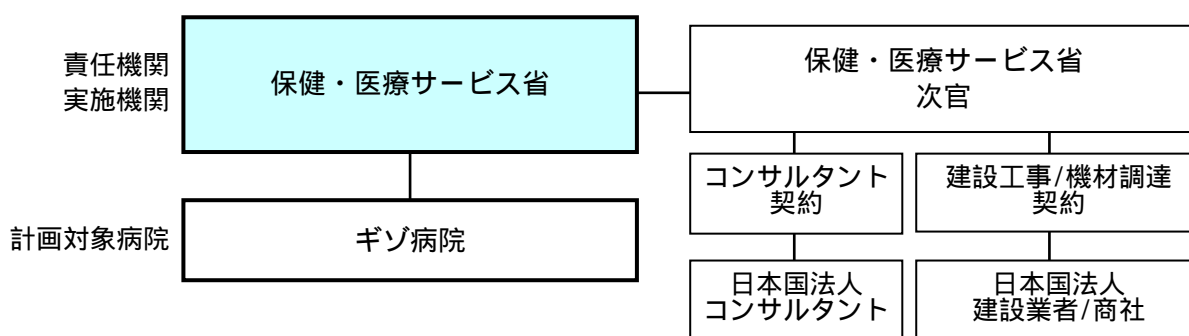 責任機関
実施機関
保健・医療サービス省
保健・医療サービス省
次官
コンサルタント
契約
建設工事/機材調達
契約
計画対象病院
ギゾ病院
日本国法人
コンサルタント
日本国法人
建設業者/商社